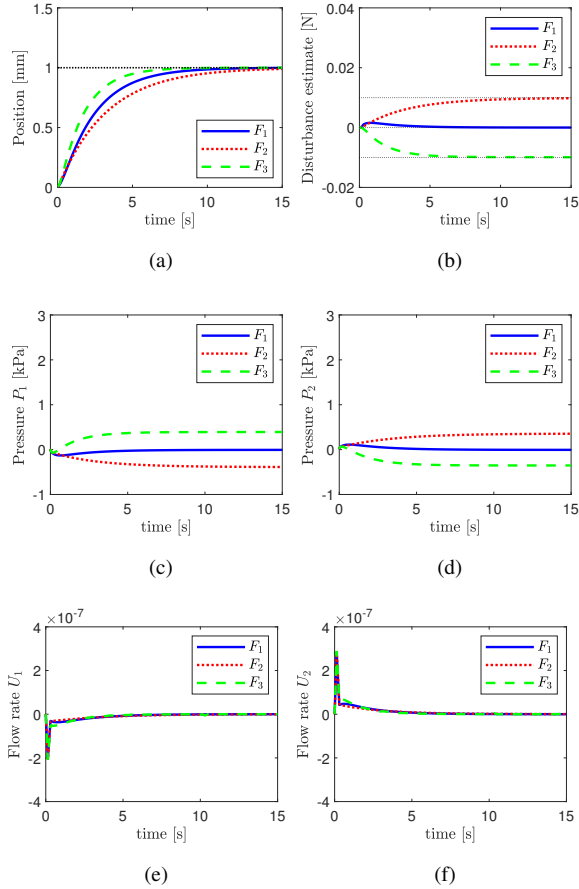 1.5
1
0.5
0
Position [mm]
F1
F2
F3
0 5 10 15
time [s]
(a)
0.04
0.02
0
-0.02
Disturbance estimate [N]
F1
F2
F3
0 5 10 15
time [s]
(b)
3
2
1
0
-1
Pressure P1 [kPa]
F1
F2
F3
0 5 10 15
time [s]
(c)
3
2
1
0
-1
Pressure P2 [kPa]
F1
F2
F3
0 5 10 15
time [s]
(d)
×10-7
4
2
0
-2
-4
Flow rate U1
F1
F2
F3
0 5 10 15
time [s]
(e)
×10-7
4
2
0
-2
-4
Flow rate U2
F1
F2
F3
0 5 10 15
time [s]
(f)